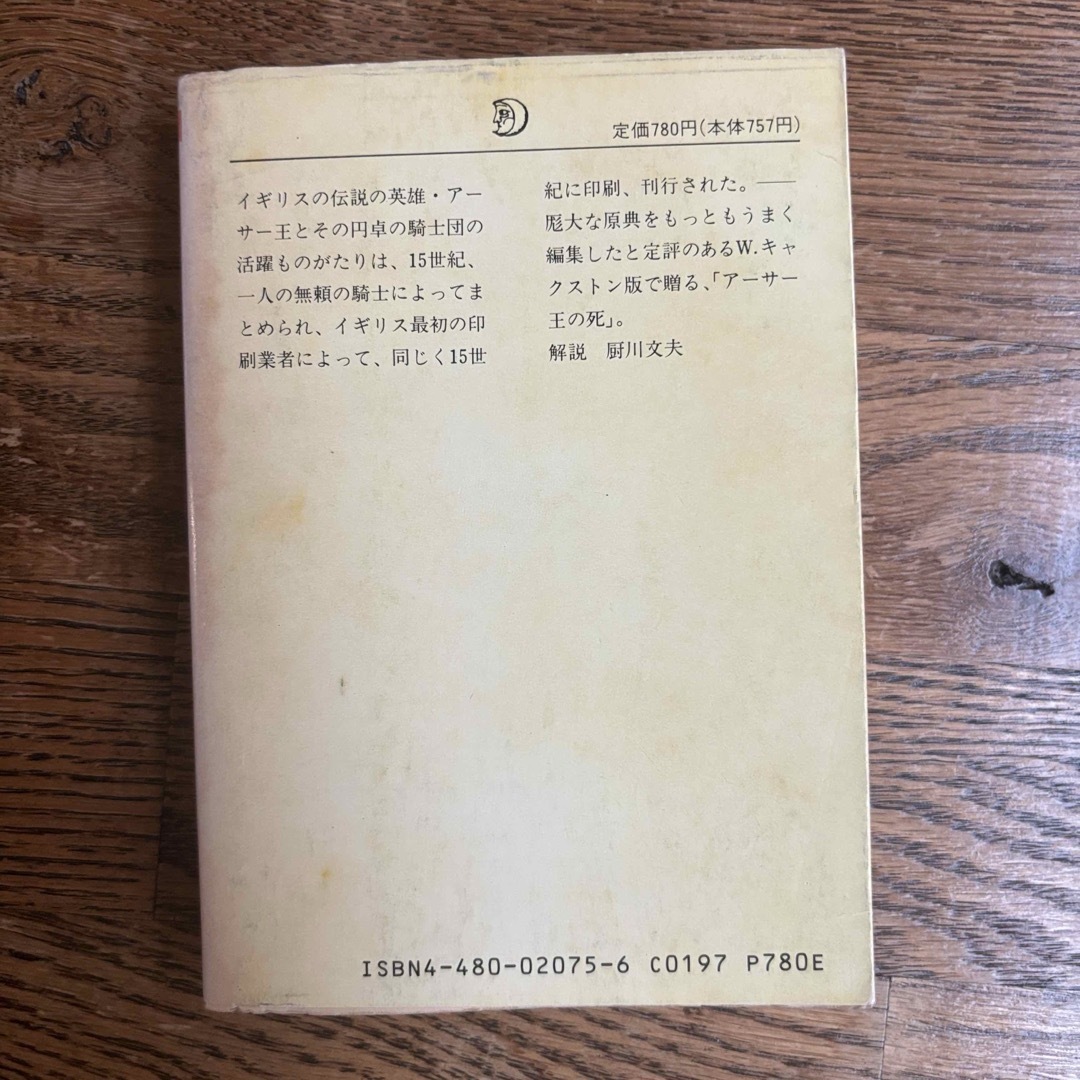 定価780円(本体757円)
イギリスの伝説の英雄・アー
サー王とその円卓の騎士団の
活躍ものがたりは、15世紀、
一人の無頼の騎士によってま
とめられ、イギリス最初の印
刷業者によって、同じく15世
紀に印刷、刊行された。――
厖大な原典をもっともうまく
編集したと定評のあるW.キャ
クストン版で贈る、「アーサー
王の死」。
解説　厨川文夫
ISBN4-480-02075-6 C0197 P780E